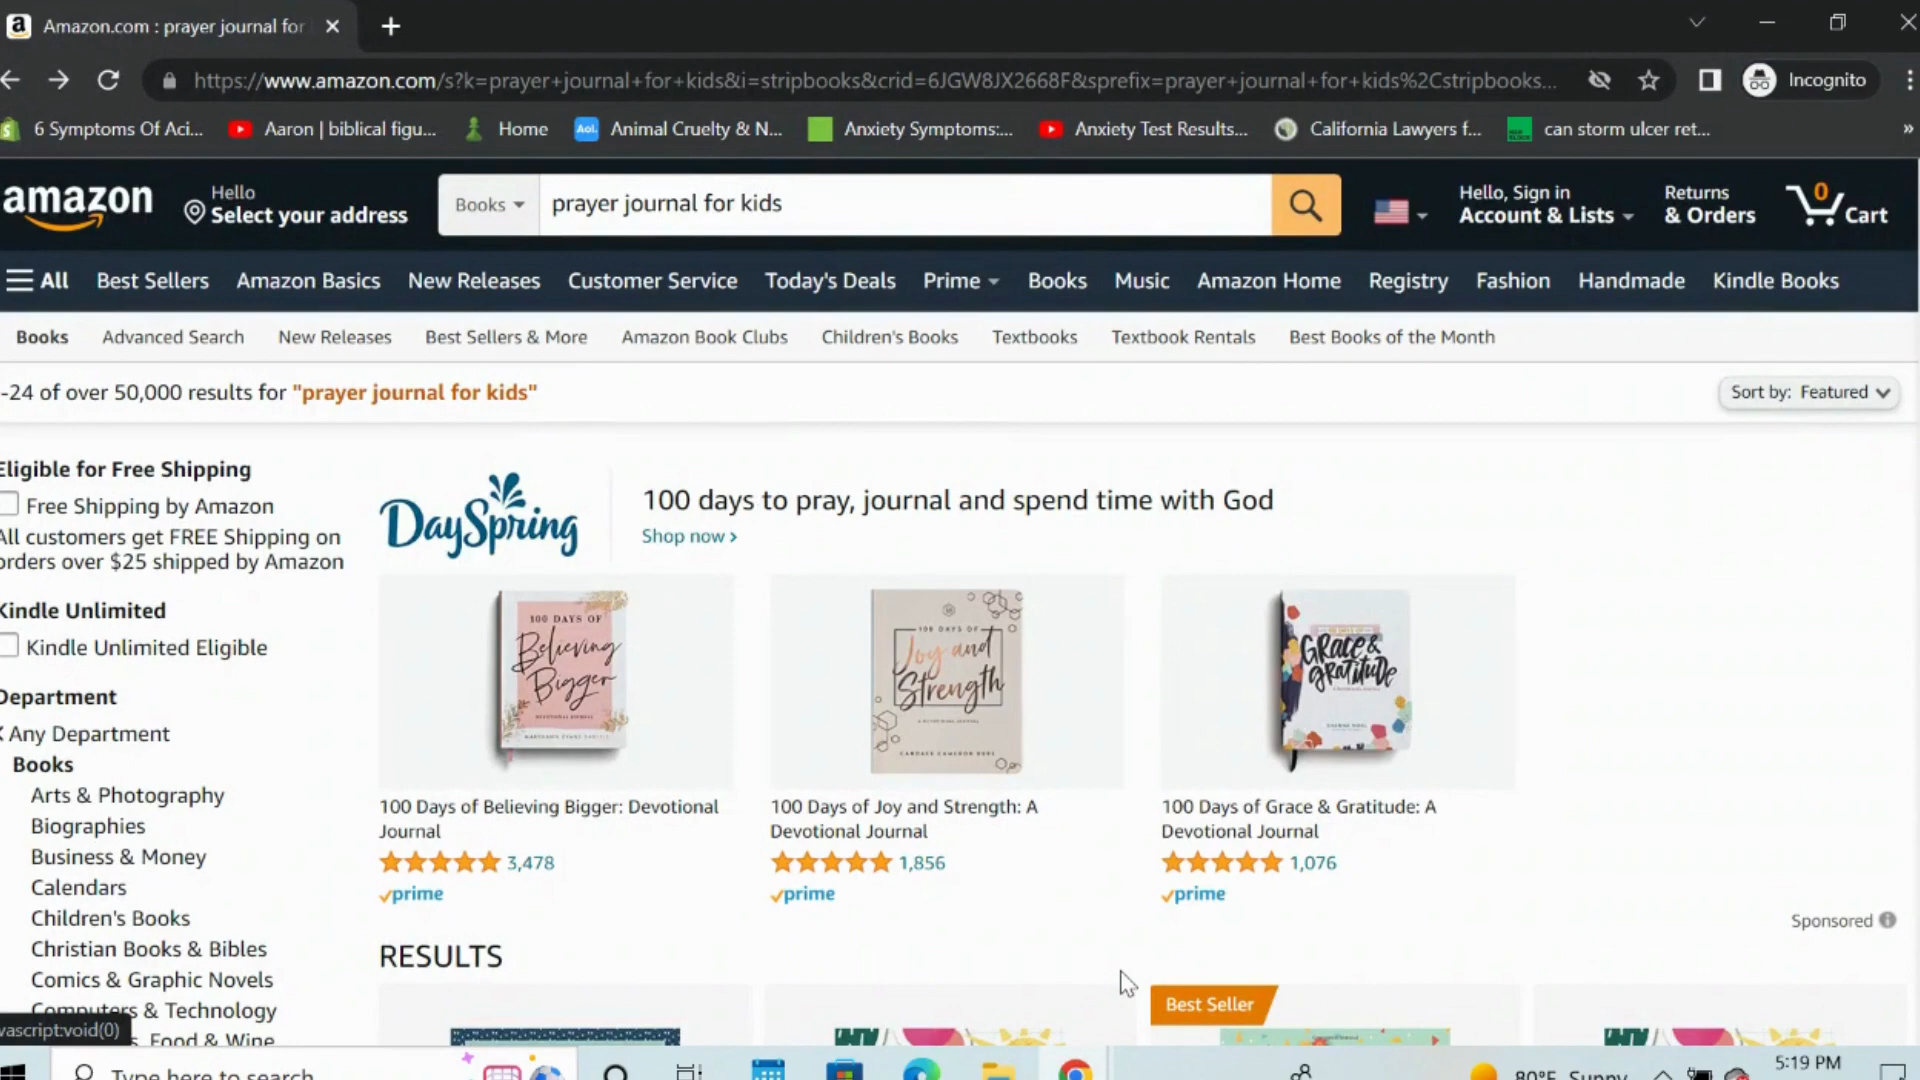 Amazon.com : prayer journal for
https://www.amazon.com/s?k=prayer+journal+for+kids&i=stripbooks&crid=6JGW8JX2668F&sprefix=prayer+journal+for+kids%2Cstripbooks...
Incognito
6 Symptoms Of Aci...
Aaron | biblical figu...
Home
Aol.
Animal Cruelty & N...
Anxiety Symptoms:...
Anxiety Test Results...
California Lawyers f...
can storm ulcer ret...
»
amazon
Hello
Select your address
Books
prayer journal for kids
Hello, Sign in
Account & Lists
Returns
& Orders
0
Cart
All
Best Sellers
Amazon Basics
New Releases
Customer Service
Today's Deals
Prime
Books
Music
Amazon Home
Registry
Fashion
Handmade
Kindle Books
Books
Advanced Search
New Releases
Best Sellers & More
Amazon Book Clubs
Children's Books
Textbooks
Textbook Rentals
Best Books of the Month
-24 of over 50,000 results for "prayer journal for kids"
Sort by: Featured
Eligible for Free Shipping
Free Shipping by Amazon
All customers get FREE Shipping on
orders over $25 shipped by Amazon
Kindle Unlimited
Kindle Unlimited Eligible
Department
Any Department
Books
Arts & Photography
Biographies
Business & Money
Calendars
Children's Books
Christian Books & Bibles
Comics & Graphic Novels
Computers & Technology
, Food & Wine
vascript:void(0)
DaySpring
100 days to pray, journal and spend time with God
Shop now ›
100 DAYS OF
Believing
Bigger
DEVOTIONAL JOURNAL
100 DAYS OF
Joy and
Strength
A DEVOTIONAL JOURNAL
CANDACE CAMERON BURE
Grace &
gratitude
100 Days of Believing Bigger: Devotional
Journal
3,478
prime
100 Days of Joy and Strength: A
Devotional Journal
1,856
prime
100 Days of Grace & Gratitude: A
Devotional Journal
1,076
prime
Sponsored
RESULTS
Best Seller
Type here to search
80°F Sunny
5:19 PM